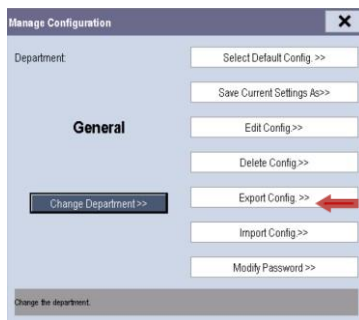 Manage Configuration
X
Department:
General
Change Department >>
Select Default Config. >>
Save Current Settings As>>
Edit Config.>>
Delete Config.>>
Export Config. >>
Import Config.>>
Modify Password >>
Change the department.